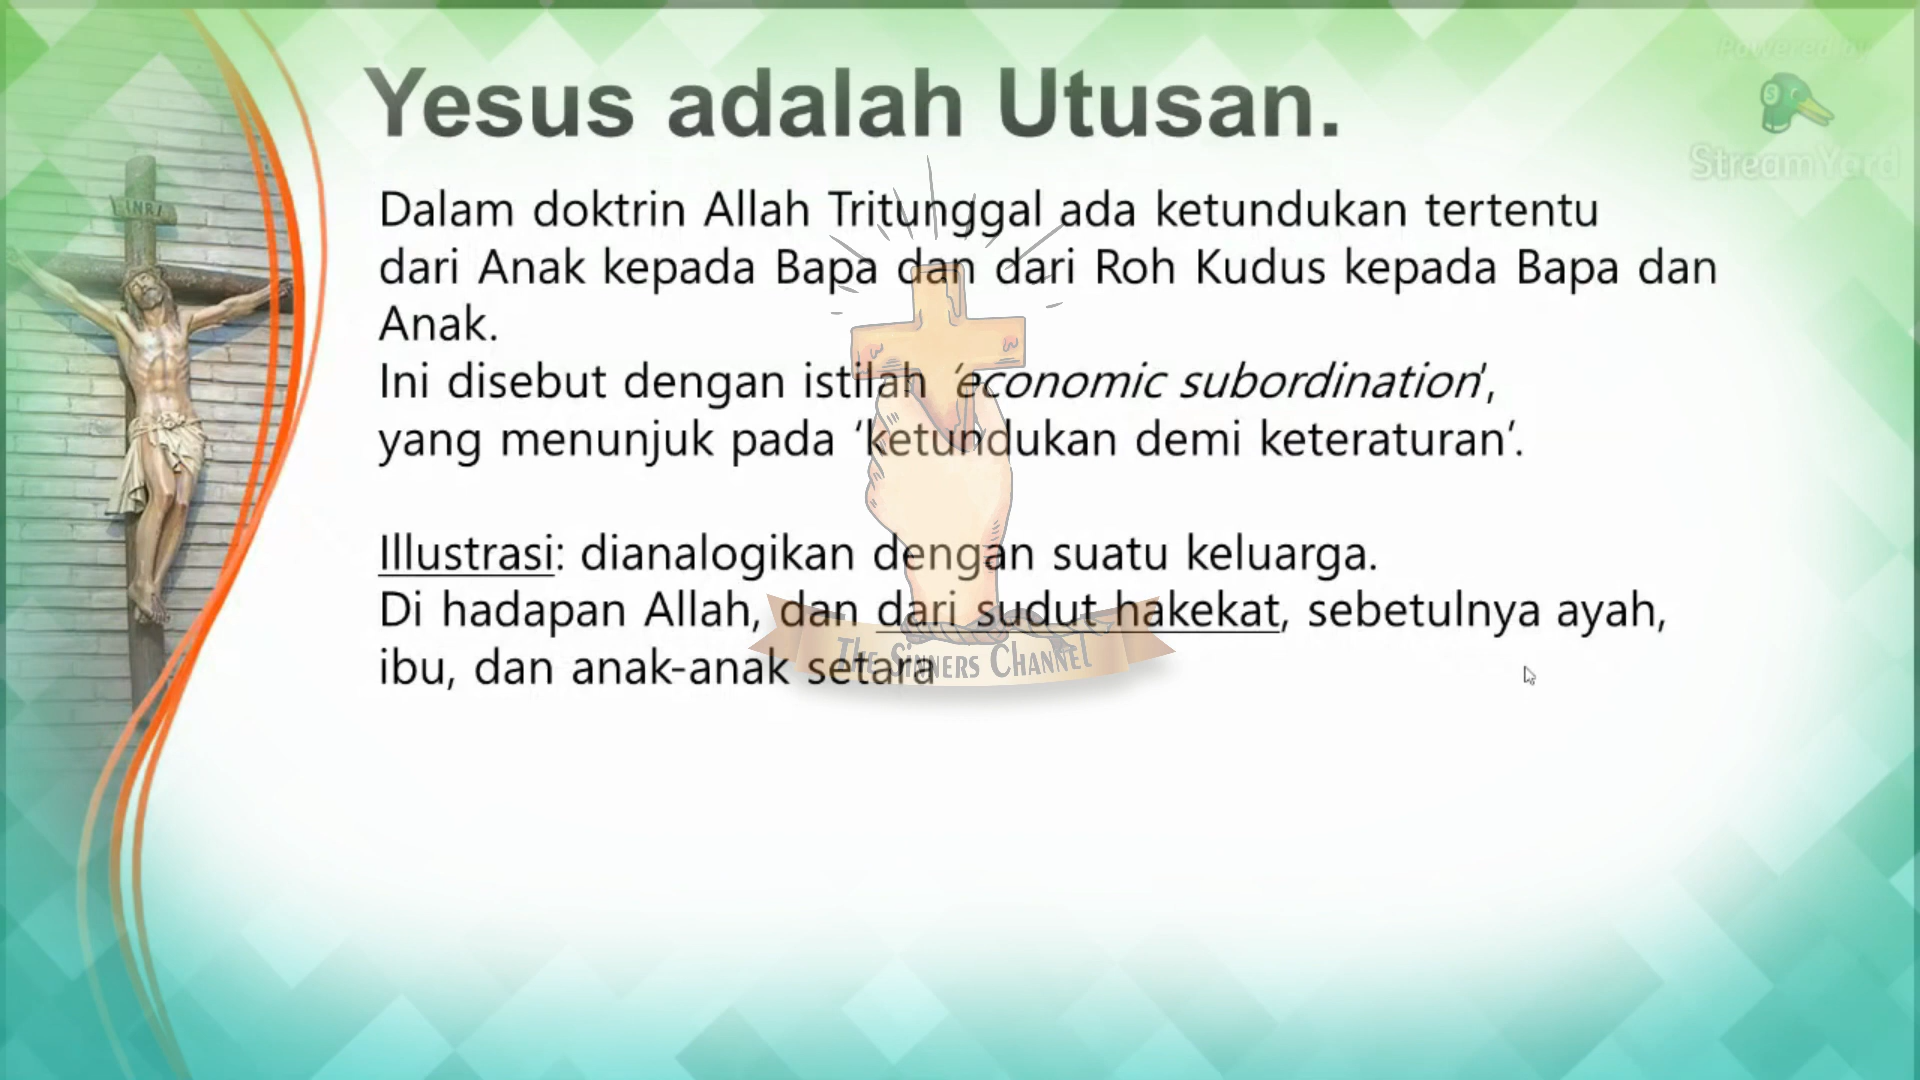 Yesus adalah Utusan.
Powered by
StreamYard
INRI
Dalam doktrin Allah Tritunggal ada ketundukan tertentu
dari Anak kepada Bapa dan dari Roh Kudus kepada Bapa dan
Anak.
Ini disebut dengan istilah ‘economic subordination’,
yang menunjuk pada ‘ketundukan demi keteraturan’.
Illustrasi: dianalogikan dengan suatu keluarga.
Di hadapan Allah, dan dari sudut hakekat, sebetulnya ayah,
ibu, dan anak-anak setara
The Sinners Channel